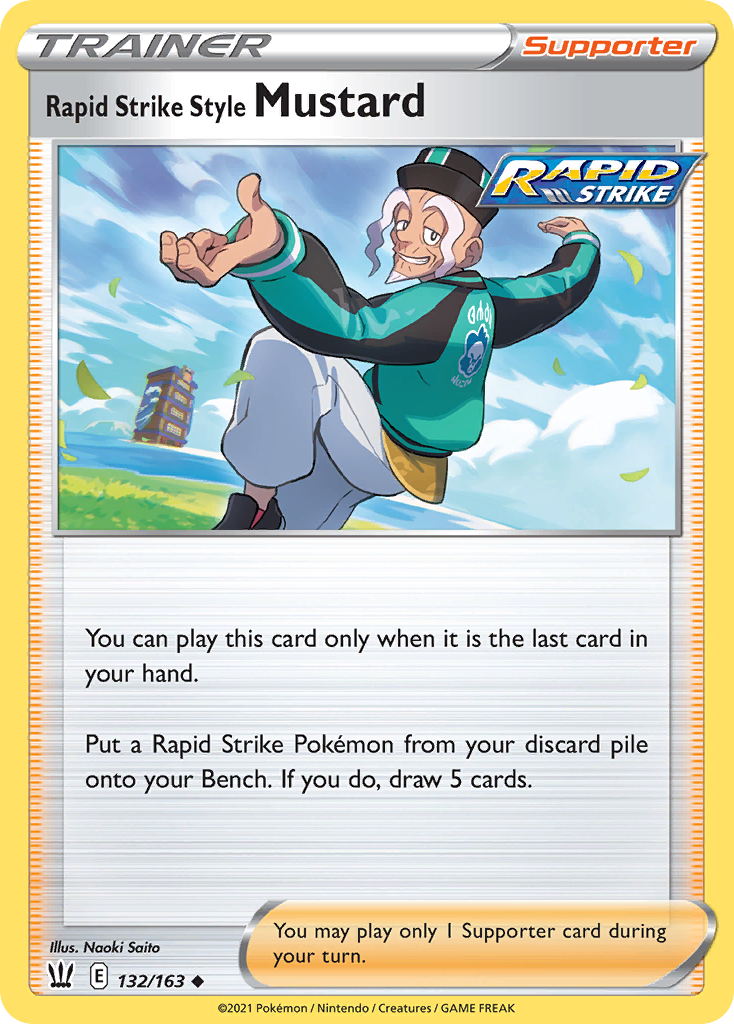 TRAINER
Supporter
Rapid Strike Style Mustard
RAPID
STRIKE
You can play this card only when it is the last card in
your hand.
Put a Rapid Strike Pokémon from your discard pile
onto your Bench. If you do, draw 5 cards.
You may play only 1 Supporter card during
your turn.
Illus. Naoki Saito
E 132/163
©2021 Pokémon / Nintendo / Creatures / GAME FREAK